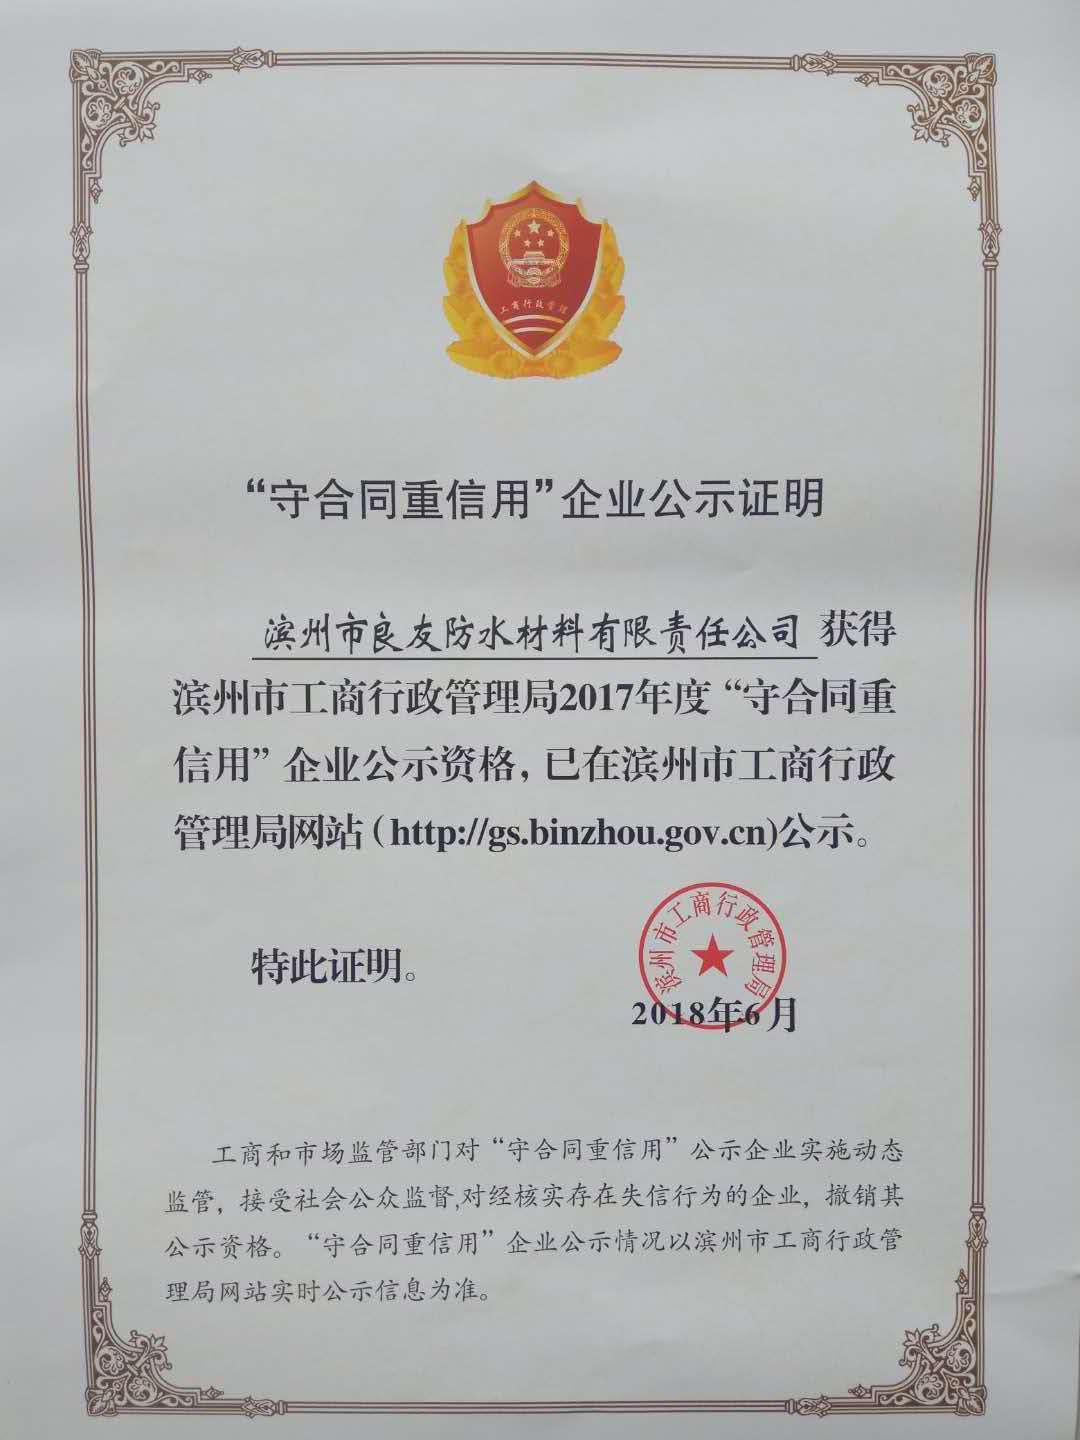 工商行政管理
“守合同重信用”企业公示证明
滨州市良友防水材料有限责任公司 获得
滨州市工商行政管理局2017年度“守合同重
信用”企业公示资格，已在滨州市工商行政
管理局网站（http://gs.binzhou.gov.cn)公示。
滨州市工商行政管理局
特此证明。
2018年6月
工商和市场监管部门对“守合同重信用”公示企业实施动态
监管，接受社会公众监督,对经核实存在失信行为的企业，撤销其
公示资格。“守合同重信用”企业公示情况以滨州市工商行政管
理局网站实时公示信息为准。